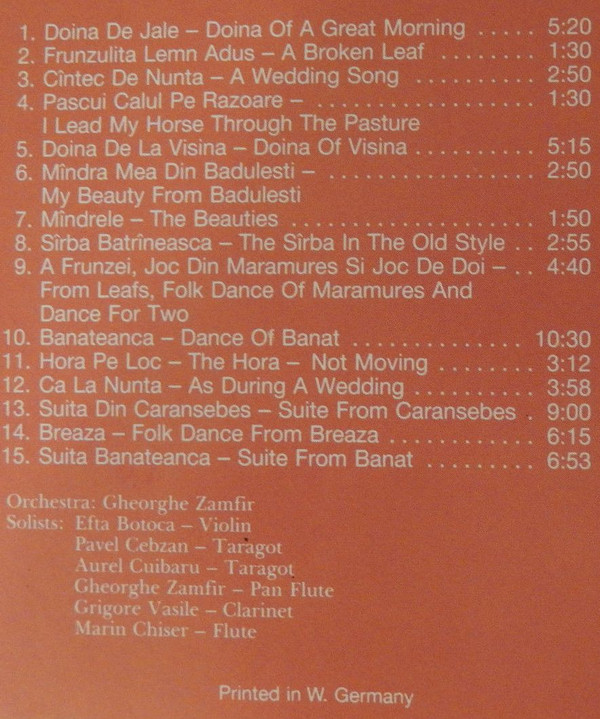 1. Doina De Jale – Doina Of A Great Morning ..... 5:20
2. Frunzulita Lemn Adus – A Broken Leaf ........ 1:30
3. Cîntec De Nunta – A Wedding Song ............ 2:50
4. Pascui Calul Pe Razoare – ................... 1:30
I Lead My Horse Through The Pasture
5. Doina De La Visina – Doina Of Visina .......... 5:15
6. Mîndra Mea Din Badulesti – .................. 2:50
My Beauty From Badulesti
7. Mîndrele – The Beauties ..................... 1:50
8. Sîrba Batrîneasca – The Sîrba In The Old Style .. 2:55
9. A Frunzei, Joc Din Maramures Si Joc De Doi – .. 4:40
From Leafs, Folk Dance Of Maramures And
Dance For Two
10. Banateanca – Dance Of Banat ............... 10:30
11. Hora Pe Loc – The Hora – Not Moving ......... 3:12
12. Ca La Nunta – As During A Wedding ........... 3:58
13. Suita Din Caransebes – Suite From Caransebes . 9:00
14. Breaza – Folk Dance From Breaza ............. 6:15
15. Suita Banateanca – Suite From Banat ......... 6:53
Orchestra: Gheorghe Zamfir
Solists: Efta Botoca – Violin
Pavel Cebzan – Taragot
Aurel Cuibaru – Taragot
Gheorghe Zamfir – Pan Flute
Grigore Vasile – Clarinet
Marin Chiser – Flute
Printed in W. Germany